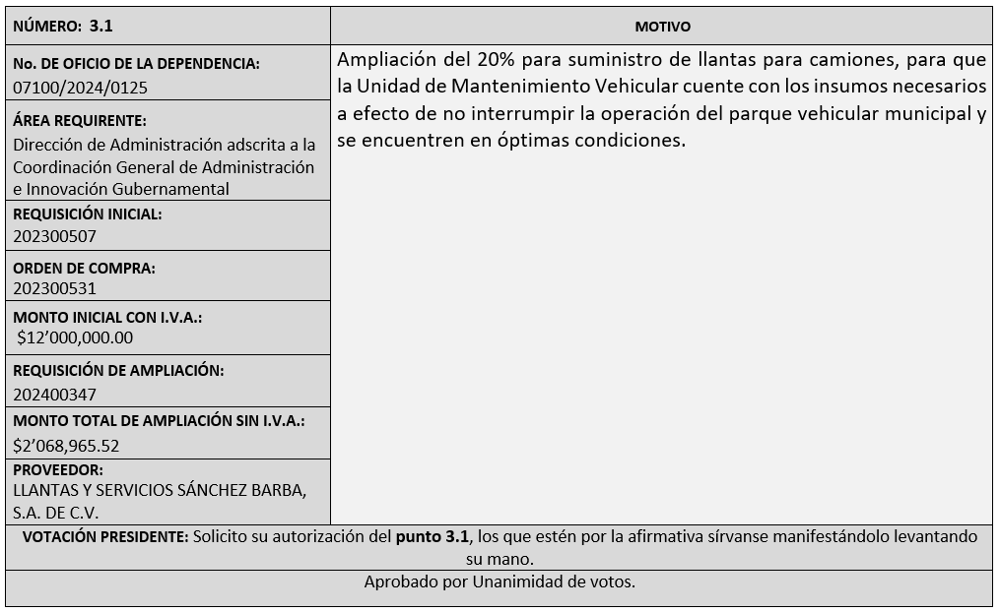 NÚMERO: 3.1
MOTIVO
No. DE OFICIO DE LA DEPENDENCIA:
07100/2024/0125
ÁREA REQUIRENTE:
Dirección de Administración adscrita a la
Coordinación General de Administración
e Innovación Gubernamental
REQUISICIÓN INICIAL:
202300507
ORDEN DE COMPRA:
202300531
MONTO INICIAL CON I.V.A.:
$12’000,000.00
REQUISICIÓN DE AMPLIACIÓN:
202400347
MONTO TOTAL DE AMPLIACIÓN SIN I.V.A.:
$2’068,965.52
PROVEEDOR:
LLANTAS Y SERVICIOS SÁNCHEZ BARBA,
S.A. DE C.V.
Ampliación del 20% para suministro de llantas para camiones, para que
la Unidad de Mantenimiento Vehicular cuente con los insumos necesarios
a efecto de no interrumpir la operación del parque vehicular municipal y
se encuentren en óptimas condiciones.
VOTACIÓN PRESIDENTE: Solicito su autorización del punto 3.1, los que estén por la afirmativa sírvanse manifestándolo levantando
su mano.
Aprobado por Unanimidad de votos.